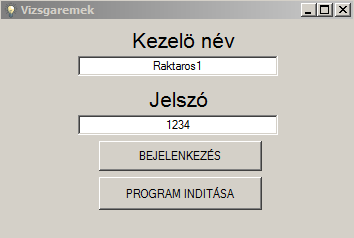 Vizsgaremek
Kezelö név
Raktaros1
Jelszó
1234
BEJELENKEZÉS
PROGRAM INDITÁSA